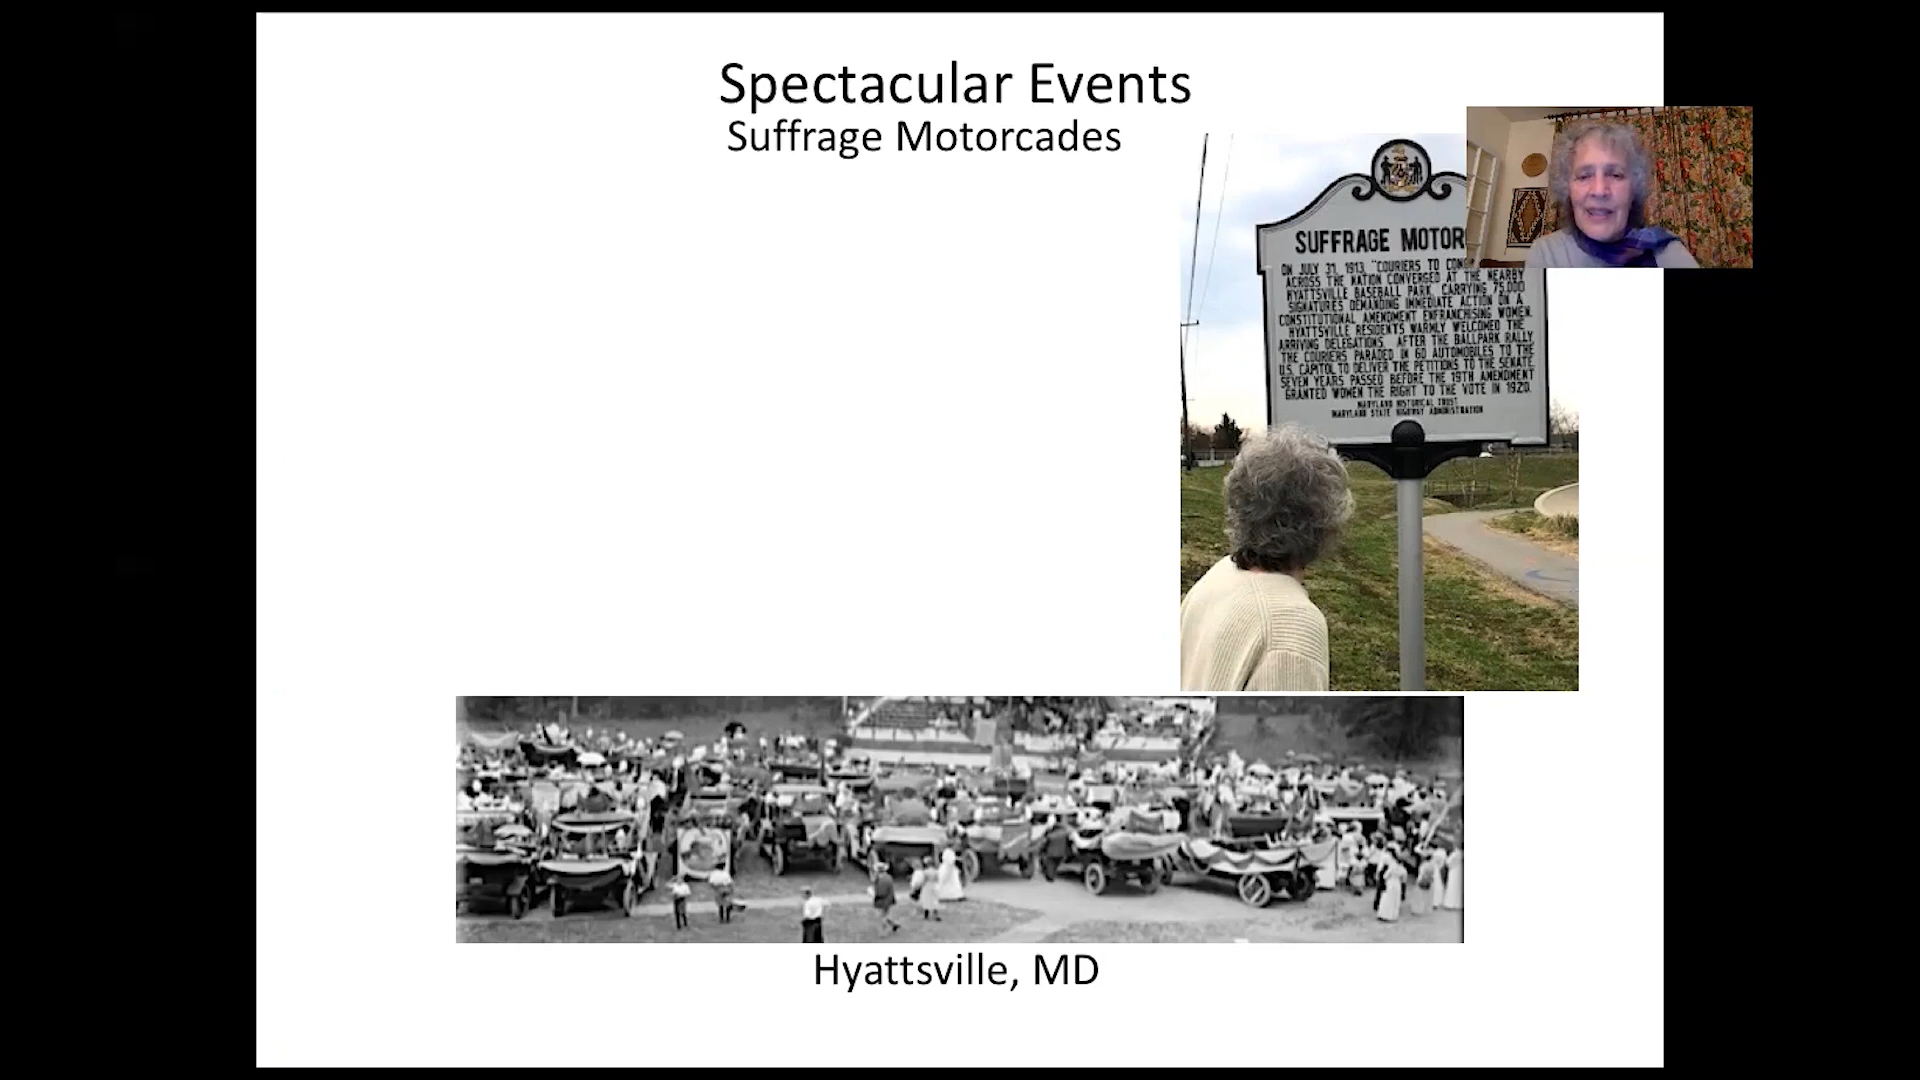 Spectacular Events
Suffrage Motorcades
SUFFRAGE
ON JULY 31, 1913, "COURIERS TO
ACROSS THE NATION CONVERGED AT THE NEARBY
HYATTSVILLE BASEBALL PARK, CARRYING 75,000
SIGNATURES DEMANDING IMMEDIATE ACTION ON A
CONSTITUTIONAL AMENDMENT ENFRANCHISING WOMEN.
HYATTSVILLE RESIDENTS WARMLY WELCOMED THE
ARRIVING DELEGATIONS. AFTER THE BALLPARK RALLY,
THE COURIERS PARADED IN 60 AUTOMOBILES TO THE
U.S. CAPITOL TO DELIVER THE PETITIONS TO THE SENATE.
SEVEN YEARS PASSED BEFORE THE 19TH AMENDMENT
GRANTED WOMEN THE RIGHT TO THE VOTE IN 1920.
MARYLAND HISTORICAL TRUST
MARYLAND STATE HIGHWAY ADMINISTRATION
Hyattsville, MD